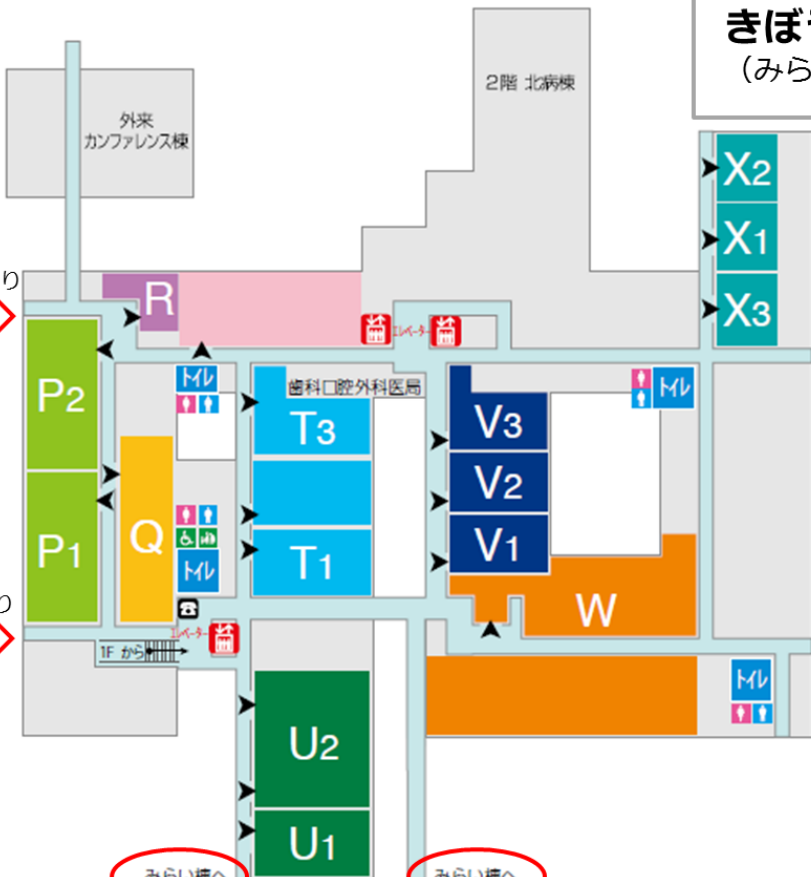 きぼ
（みら
2階 北病棟
外来
カンファレンス棟
X2
X1
り
R
X3
エレベーター
トイレ
歯科口腔外科医局
トイレ
P2
T3
V3
V2
Q
P1
トイレ
T1
V1
W
り
エレベーター
1F から
トイレ
U2
U1
みらい棟へ
みらい棟へ